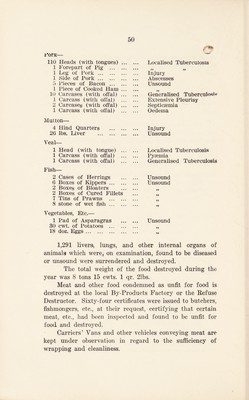 50
Pork—
110 Heads (with tongues) ... ... Localised Tuberculosis
1 Forepart of Pig ... ... ... „ „
1 Leg of Pork ... ... ... ... Injury
1 Side of Pork ... ... ... ... Abscesses
5 Pieces of Bacon ... ... ... Unsound
1 Piece of Cooked Ham ... ... „
10 Carcases (with offal) ... ... Generalised Tuberculosis
1 Carcase (with offal) ... ... Extensive Pleurisy
2 Carcases (with offal) ... ... Septicemia
1 Carcase (with offal) ... ... Oedema
Mutton—
4 Hind Quarters ... ... ... Injury
26 lbs. Liver ... ... ... ... Unsound
Veal—
1 Head (with tongue) ... ... Localised Tuberculosis
1 Carcase (with offal) ... ... Pyæmia
1 Carcase (with offal) ... ... Generalised Tuberculosis
Fish—
2 Cases of Herrings ... ... Unsound
6 Boxes of Kippers ... ... ... Unsound
2 Boxes of Bloaters ... ... „
2 Boxes of Cured Fillets ... „
7 Tins of Prawns ... ... ... „
8 stone of wet fish ... ... ... „
Vegetables, Etc.—
1 Pad of Asparagras ... ... Unsound
30 cwt. of Potatoes ... ... ... „
18 doz. Eggs ... ... ... ... „
1,291 livers, lungs, and other internal organs of
animals which were, on examination, found to be diseased
or unsound were surrendered and destroyed.
The total weight of food destroyed during the
year was 8 tons 15 cwts. 1 qr. 23lbs.
Meat and other food condemned as unfit for food is
destroyed at the local By-Products Factory or the Refuse
Destructor. Sixty-four certificates were issued to butchers,
fishmongers, etc., at their request, certifying that certain
meat, etc., had been inspected and found to be unfit for
food and destroyed.
Carriers' Vans and other vehicles conveying meat are
kept under observation in regard to the sufficiency of
wrapping and cleanliness.